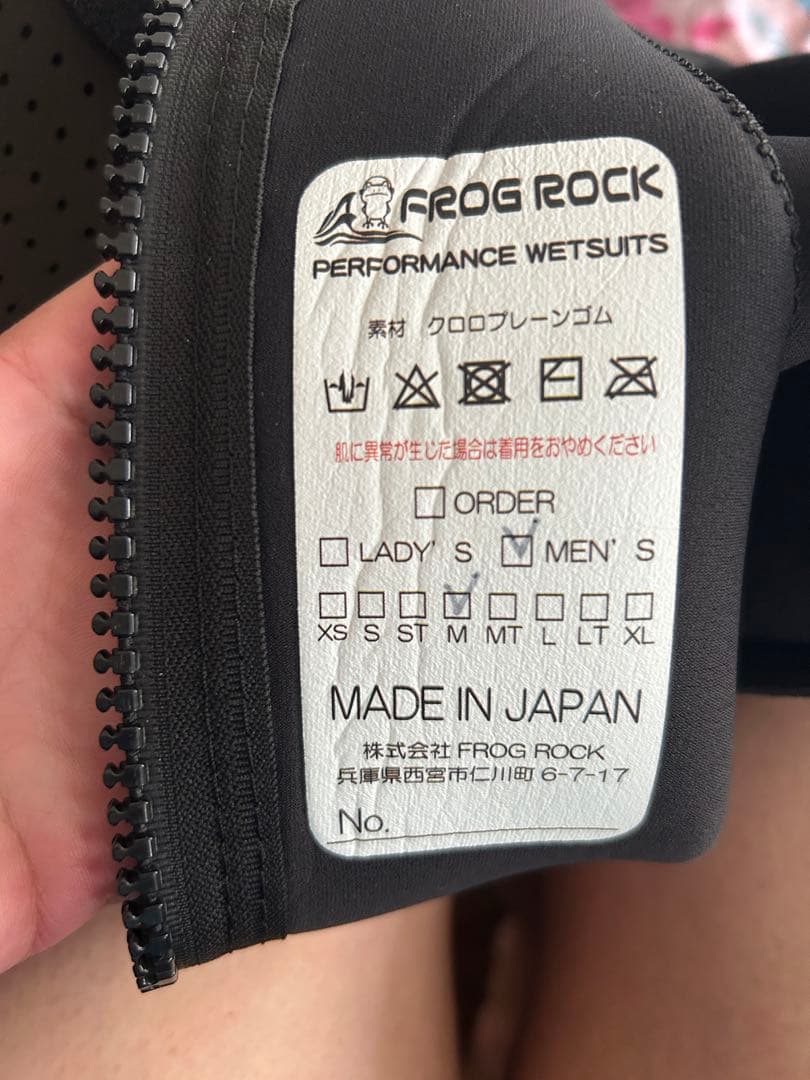 FROG ROCK
PERFORMANCE WETSUITS
素材 クロロプレーンゴム
肌に異常が生じた場合は着用をおやめください
ORDER
LADY' S MEN' S
XS S ST M MT L LT XL
MADE IN JAPAN
株式会社 FROG ROCK
兵庫県西宮市仁川町 6-7-17
No.